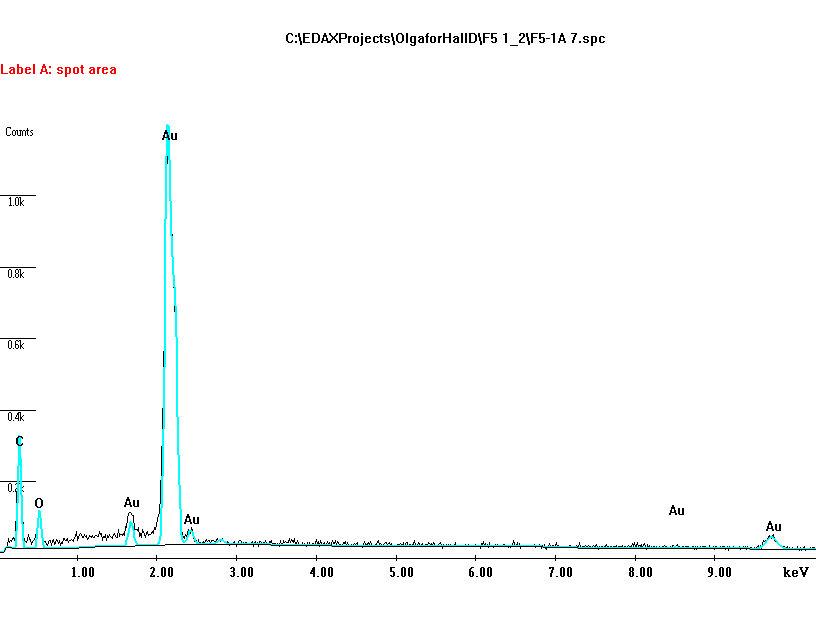 C:\EDAXProjects\OlgaforHallD\F5 1_2\F5-1A 7.spc
Label A: spot area
Counts
Au
1.0k
0.8k
0.6k
0.4k
C
0.2k
O
Au
Au
Au
Au
1.00 2.00 3.00 4.00 5.00 6.00 7.00 8.00 9.00 keV